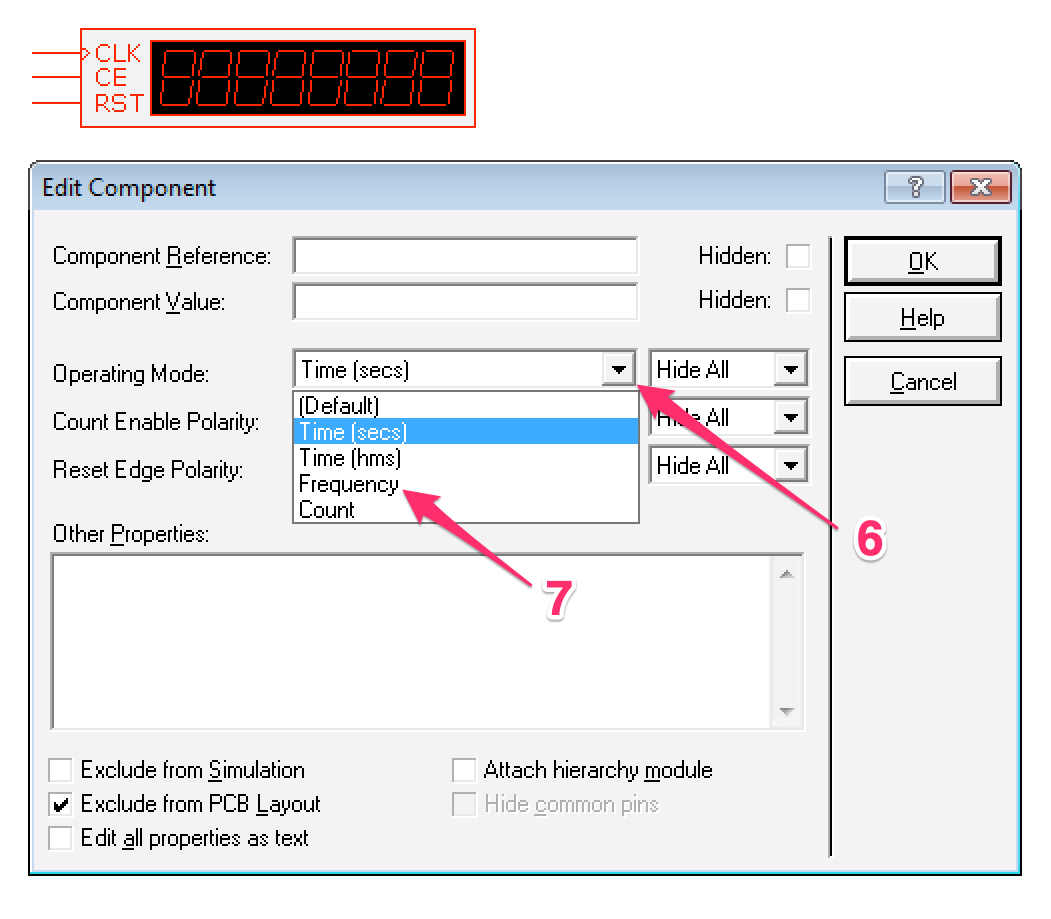 CLK
CE
RST
Edit Component
Component Reference:
Hidden:
OK
Component Value:
Hidden:
Help
Operating Mode:
Time (secs)
Hide All
Cancel
(Default)
Count Enable Polarity:
Hide All
Time (secs)
Time (hms)
Reset Edge Polarity:
Hide All
Frequency
Count
Other Properties:
6
7
Exclude from Simulation
Attach hierarchy module
Exclude from PCB Layout
Hide common pins
Edit all properties as text